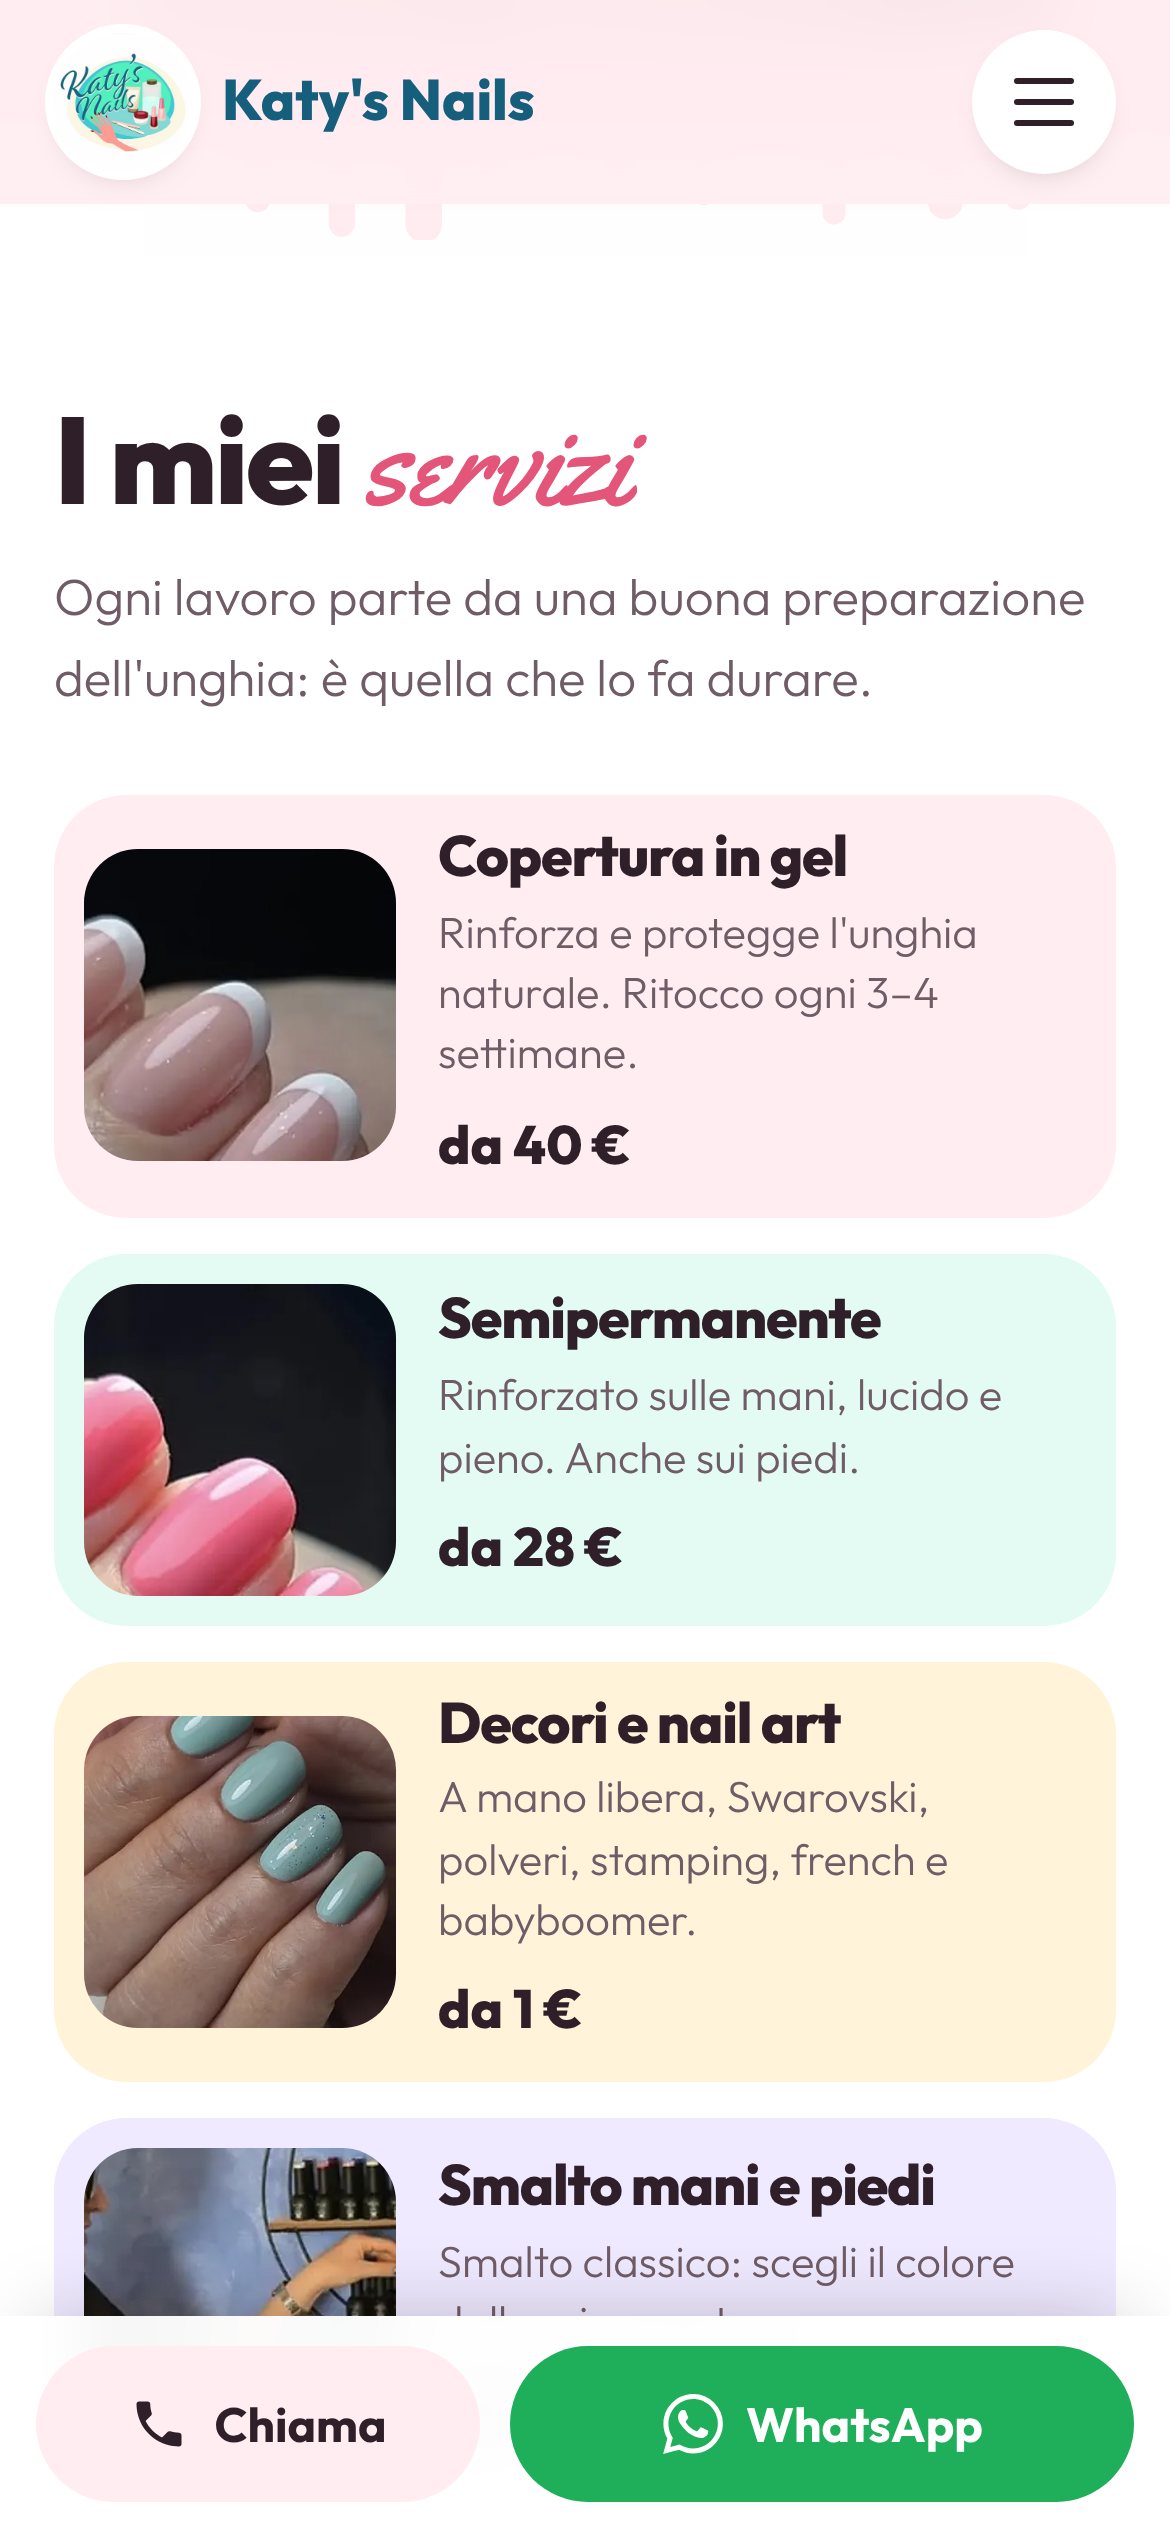 Katy's
Nails
Katy's Nails
I miei servizi
Ogni lavoro parte da una buona preparazione
dell'unghia: è quella che lo fa durare.
Copertura in gel
Rinforza e protegge l'unghia
naturale. Ritocco ogni 3–4
settimane.
da 40 €
Semipermanente
Rinforzato sulle mani, lucido e
pieno. Anche sui piedi.
da 28 €
Decori e nail art
A mano libera, Swarovski,
polveri, stamping, french e
babyboomer.
da 1 €
Smalto mani e piedi
Smalto classico: scegli il colore
Chiama
WhatsApp